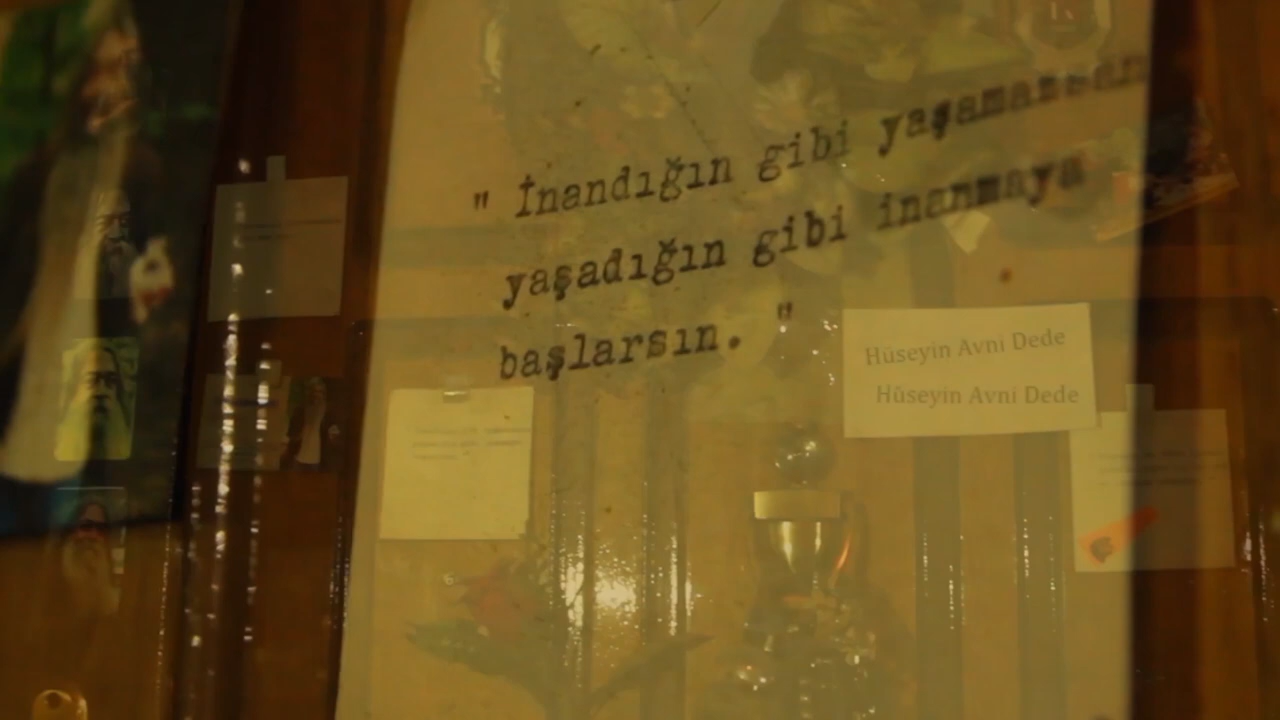 " İnandığın gibi yaşamazsan
yaşadığın gibi inanmaya
başlarsın. "
Hüseyin Avni Dede
Hüseyin Avni Dede